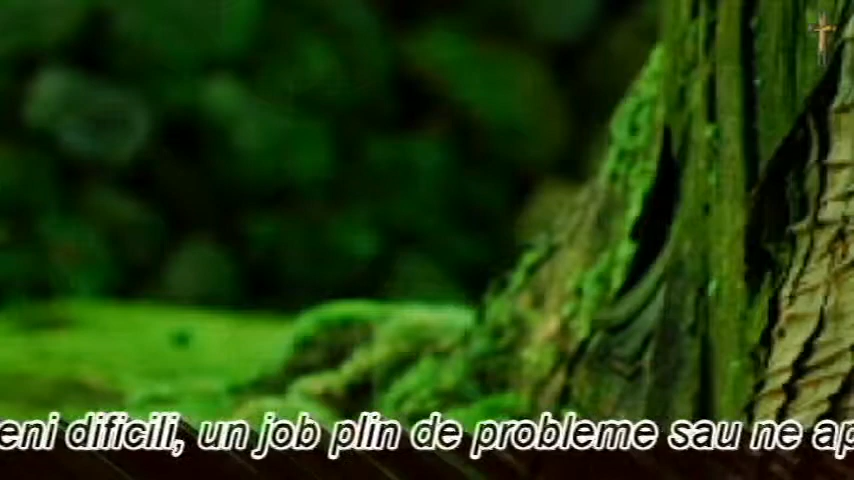 eni dificili, un job plin de probleme sau ne ap